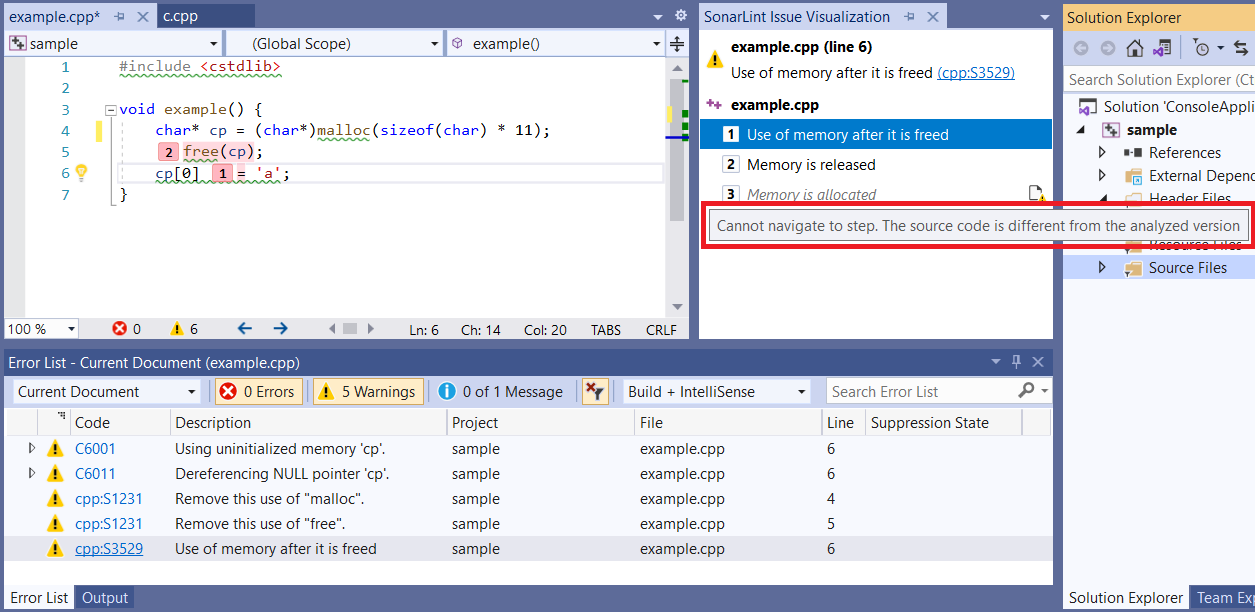 example.cpp*
c.cpp
sample
(Global Scope)
example()
1 #include <cstdlib>
2
3 void example() {
4 char* cp = (char*)malloc(sizeof(char) * 11);
5 2 free(cp);
6 cp[0] 1 = 'a';
7 }
100 % 0 6 Ln: 6 Ch: 14 Col: 20 TABS CRLF
SonarLint Issue Visualization
example.cpp (line 6)
Use of memory after it is freed (cpp:S3529)
example.cpp
1 Use of memory after it is freed
2 Memory is released
3 Memory is allocated
Cannot navigate to step. The source code is different from the analyzed version
Solution Explorer
Search Solution Explorer (Ct
Solution 'ConsoleAppli
sample
References
External Depend
Header Files
Resource Files
Source Files
Solution Explorer Team Exp
Error List - Current Document (example.cpp)
Current Document 0 Errors 5 Warnings 0 of 1 Message Build + IntelliSense Search Error List
Code Description Project File Line Suppression State
C6001 Using uninitialized memory 'cp'. sample example.cpp 6
C6011 Dereferencing NULL pointer 'cp'. sample example.cpp 6
cpp:S1231 Remove this use of "malloc". sample example.cpp 4
cpp:S1231 Remove this use of "free". sample example.cpp 5
cpp:S3529 Use of memory after it is freed sample example.cpp 6
Error List Output